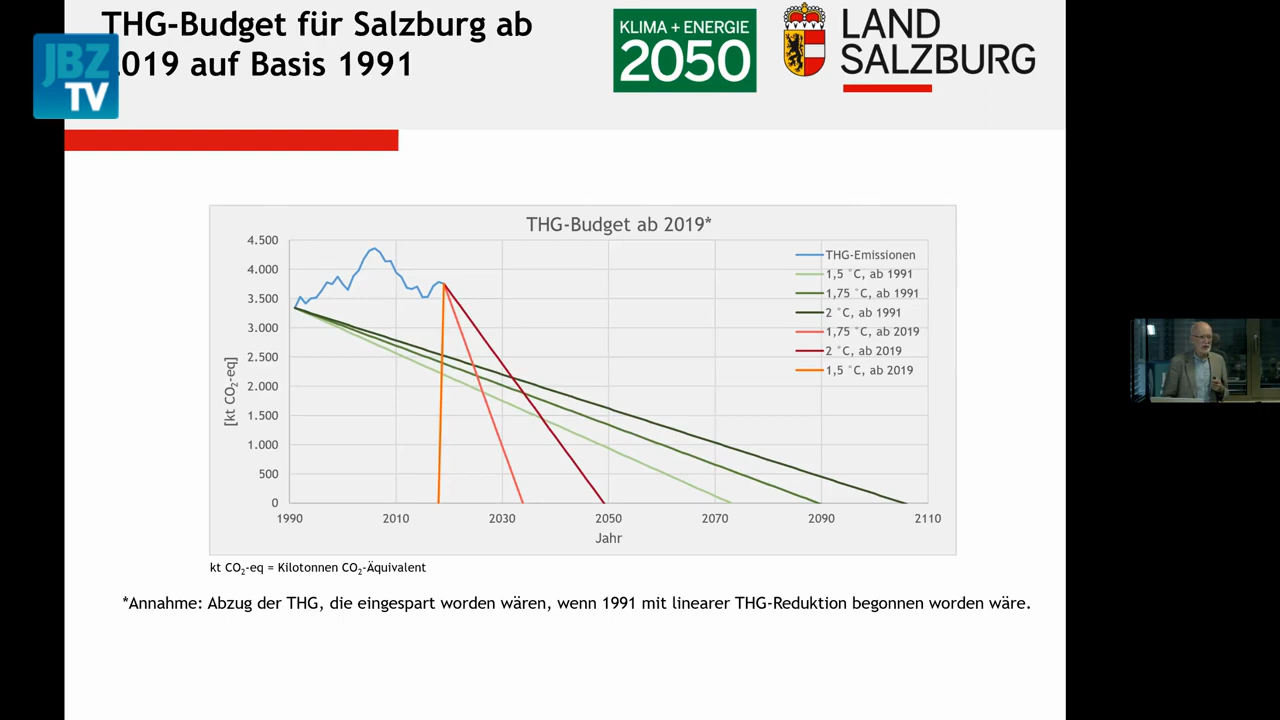 THG-Budget für Salzburg ab
2019 auf Basis 1991
JBZ
TV
KLIMA + ENERGIE
2050
LAND
SALZBURG
THG-Budget ab 2019*
4.500
4.000
3.500
3.000
2.500
2.000
1.500
1.000
500
0
[kt CO₂-eq]
THG-Emissionen
1,5 °C, ab 1991
1,75 °C, ab 1991
2 °C, ab 1991
1,75 °C, ab 2019
2 °C, ab 2019
1,5 °C, ab 2019
1990 2010 2030 2050 2070 2090 2110
Jahr
kt CO₂-eq = Kilotonnen CO₂-Äquivalent
*Annahme: Abzug der THG, die eingespart worden wären, wenn 1991 mit linearer THG-Reduktion begonnen worden wäre.